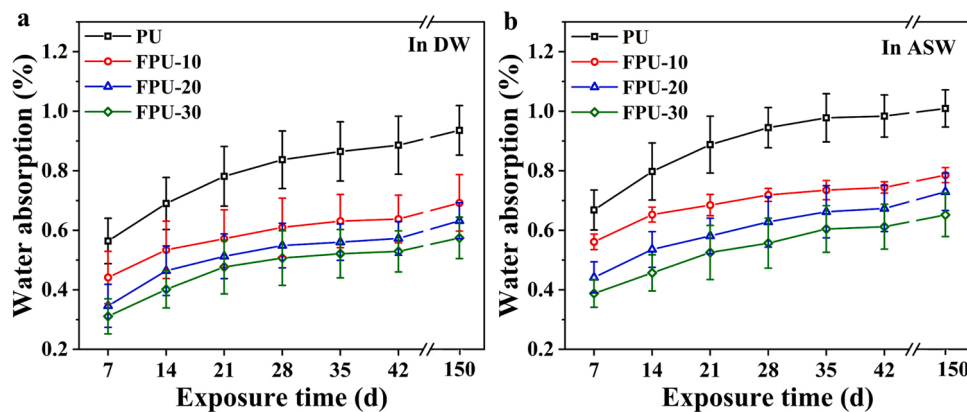 a
PU
FPU-10
FPU-20
FPU-30
In DW
Water absorption (%)
1.2
1.0
0.8
0.6
0.4
0.2
7 14 21 28 35 42 150
Exposure time (d)
b
PU
FPU-10
FPU-20
FPU-30
In ASW
Water absorption (%)
1.2
1.0
0.8
0.6
0.4
0.2
7 14 21 28 35 42 150
Exposure time (d)